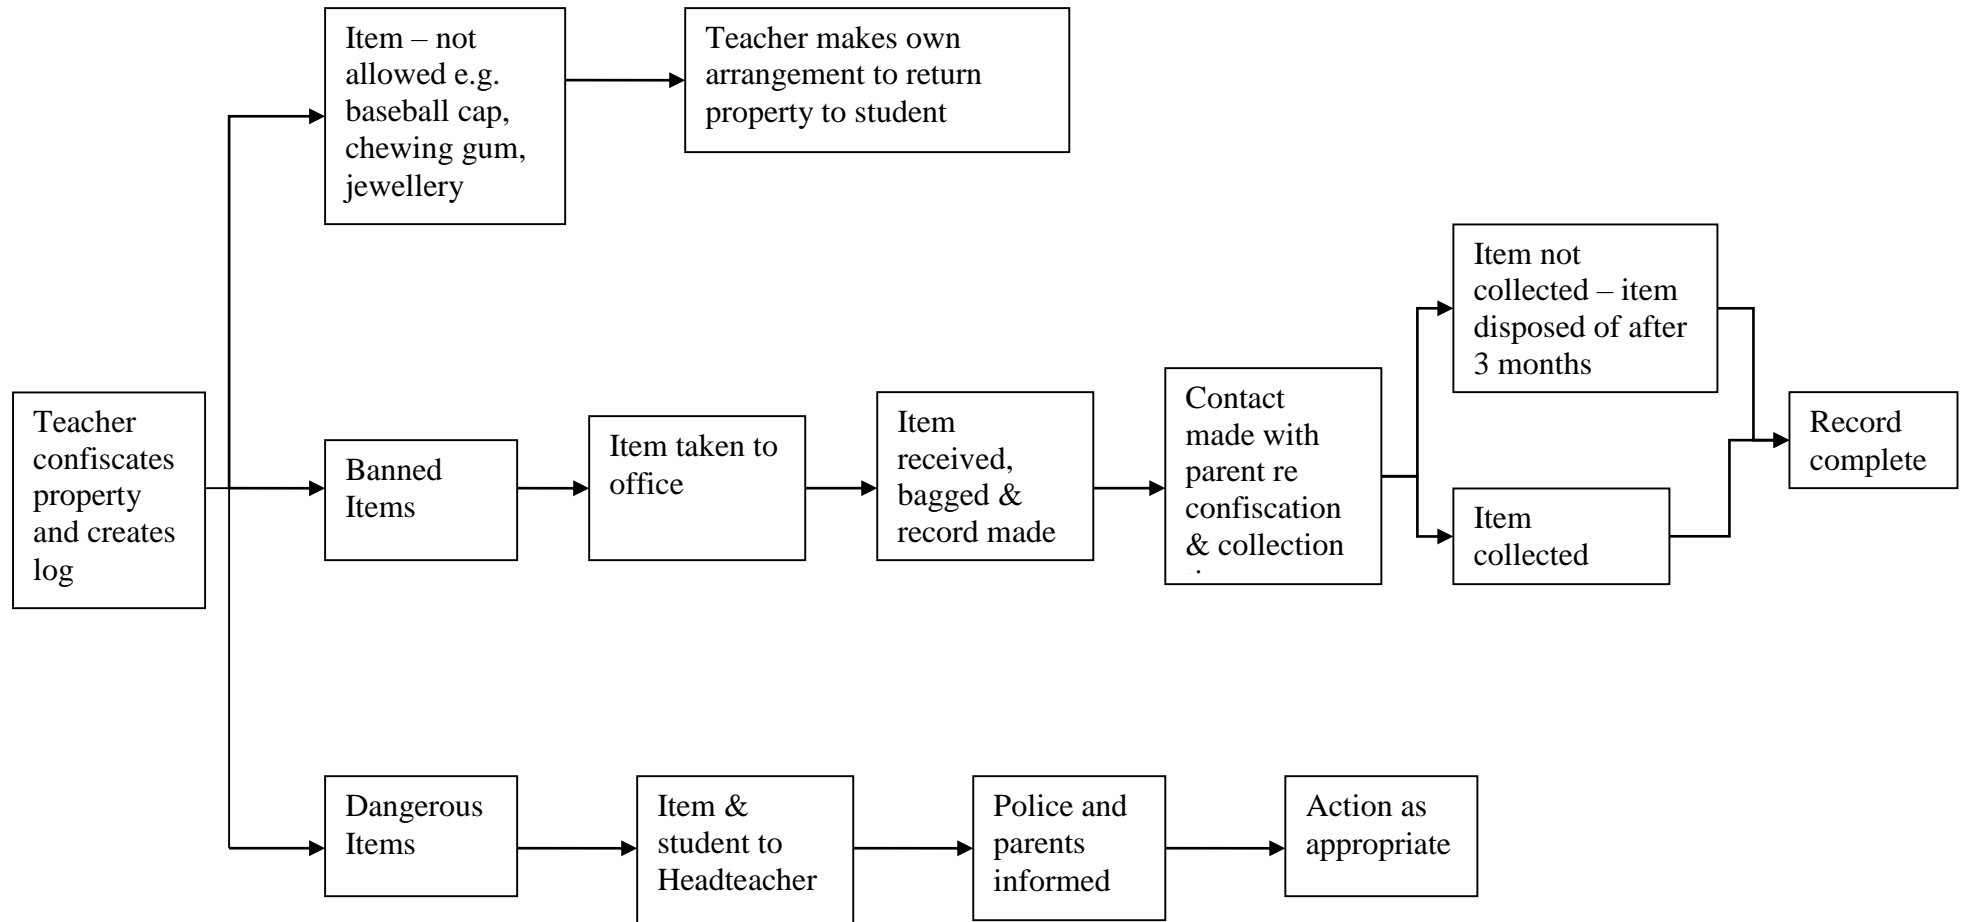 Item – not
allowed e.g.
baseball cap,
chewing gum,
jewellery
Teacher makes own
arrangement to return
property to student
Item not
collected – item
disposed of after
3 months
Teacher
confiscates
property
and creates
log
Banned
Items
Item taken to
office
Item
received,
bagged &
record made
Contact
made with
parent re
confiscation
& collection
Item
collected
Record
complete
Dangerous
Items
Item &
student to
Headteacher
Police and
parents
informed
Action as
appropriate